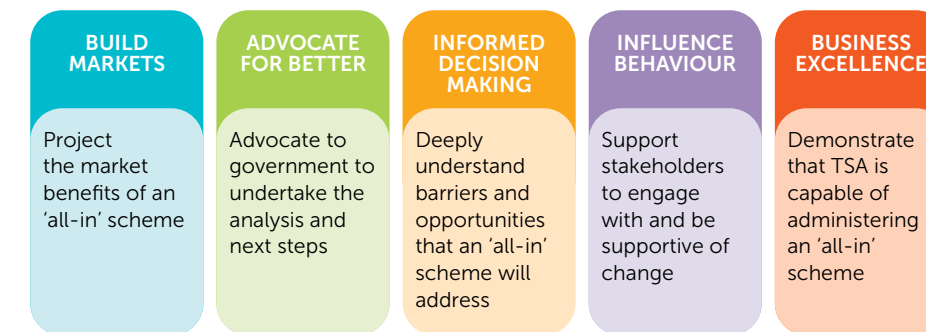 BUILD
MARKETS
Project
the market
benefits of an
‘all-in’ scheme
ADVOCATE
FOR BETTER
Advocate to
government to
undertake the
analysis and
next steps
INFORMED
DECISION
MAKING
Deeply
understand
barriers and
opportunities
that an ‘all-in’
scheme will
address
INFLUENCE
BEHAVIOUR
Support
stakeholders
to engage
with and be
supportive of
change
BUSINESS
EXCELLENCE
Demonstrate
that TSA is
capable of
administering
an ‘all-in’
scheme